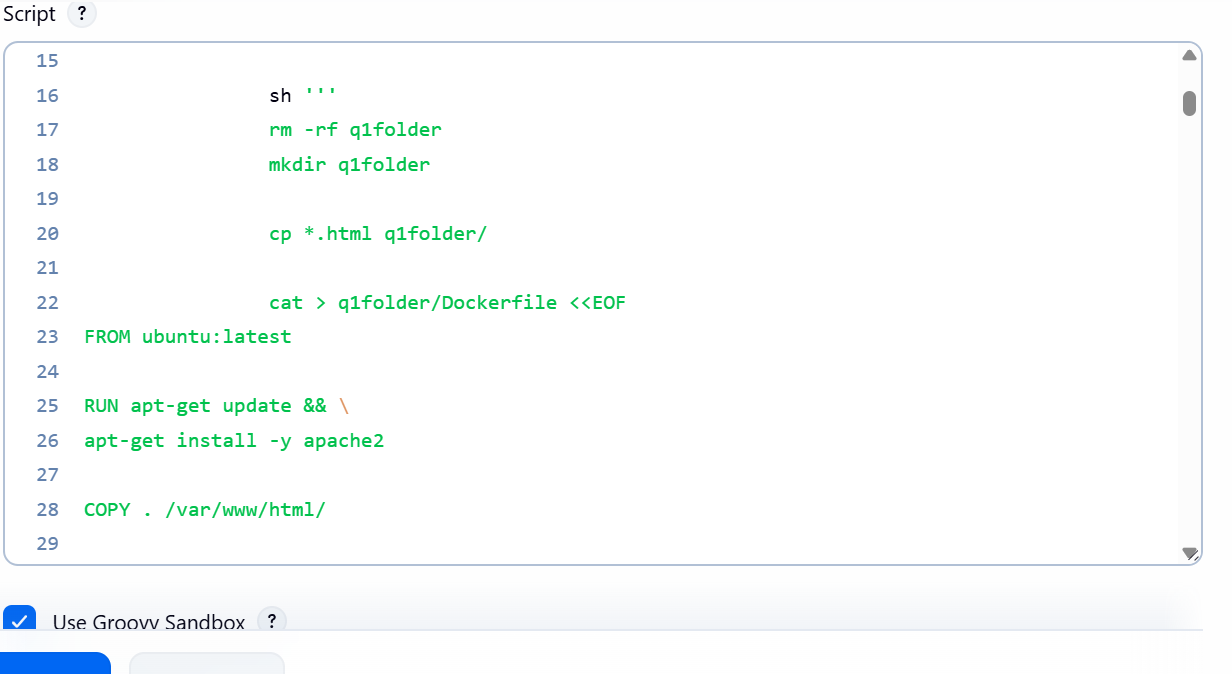 Script ?
15
16 sh '''
17 rm -rf q1folder
18 mkdir q1folder
19
20 cp *.html q1folder/
21
22 cat > q1folder/Dockerfile <<EOF
23 FROM ubuntu:latest
24
25 RUN apt-get update && \
26 apt-get install -y apache2
27
28 COPY . /var/www/html/
29
Use Groovy Sandbox ?